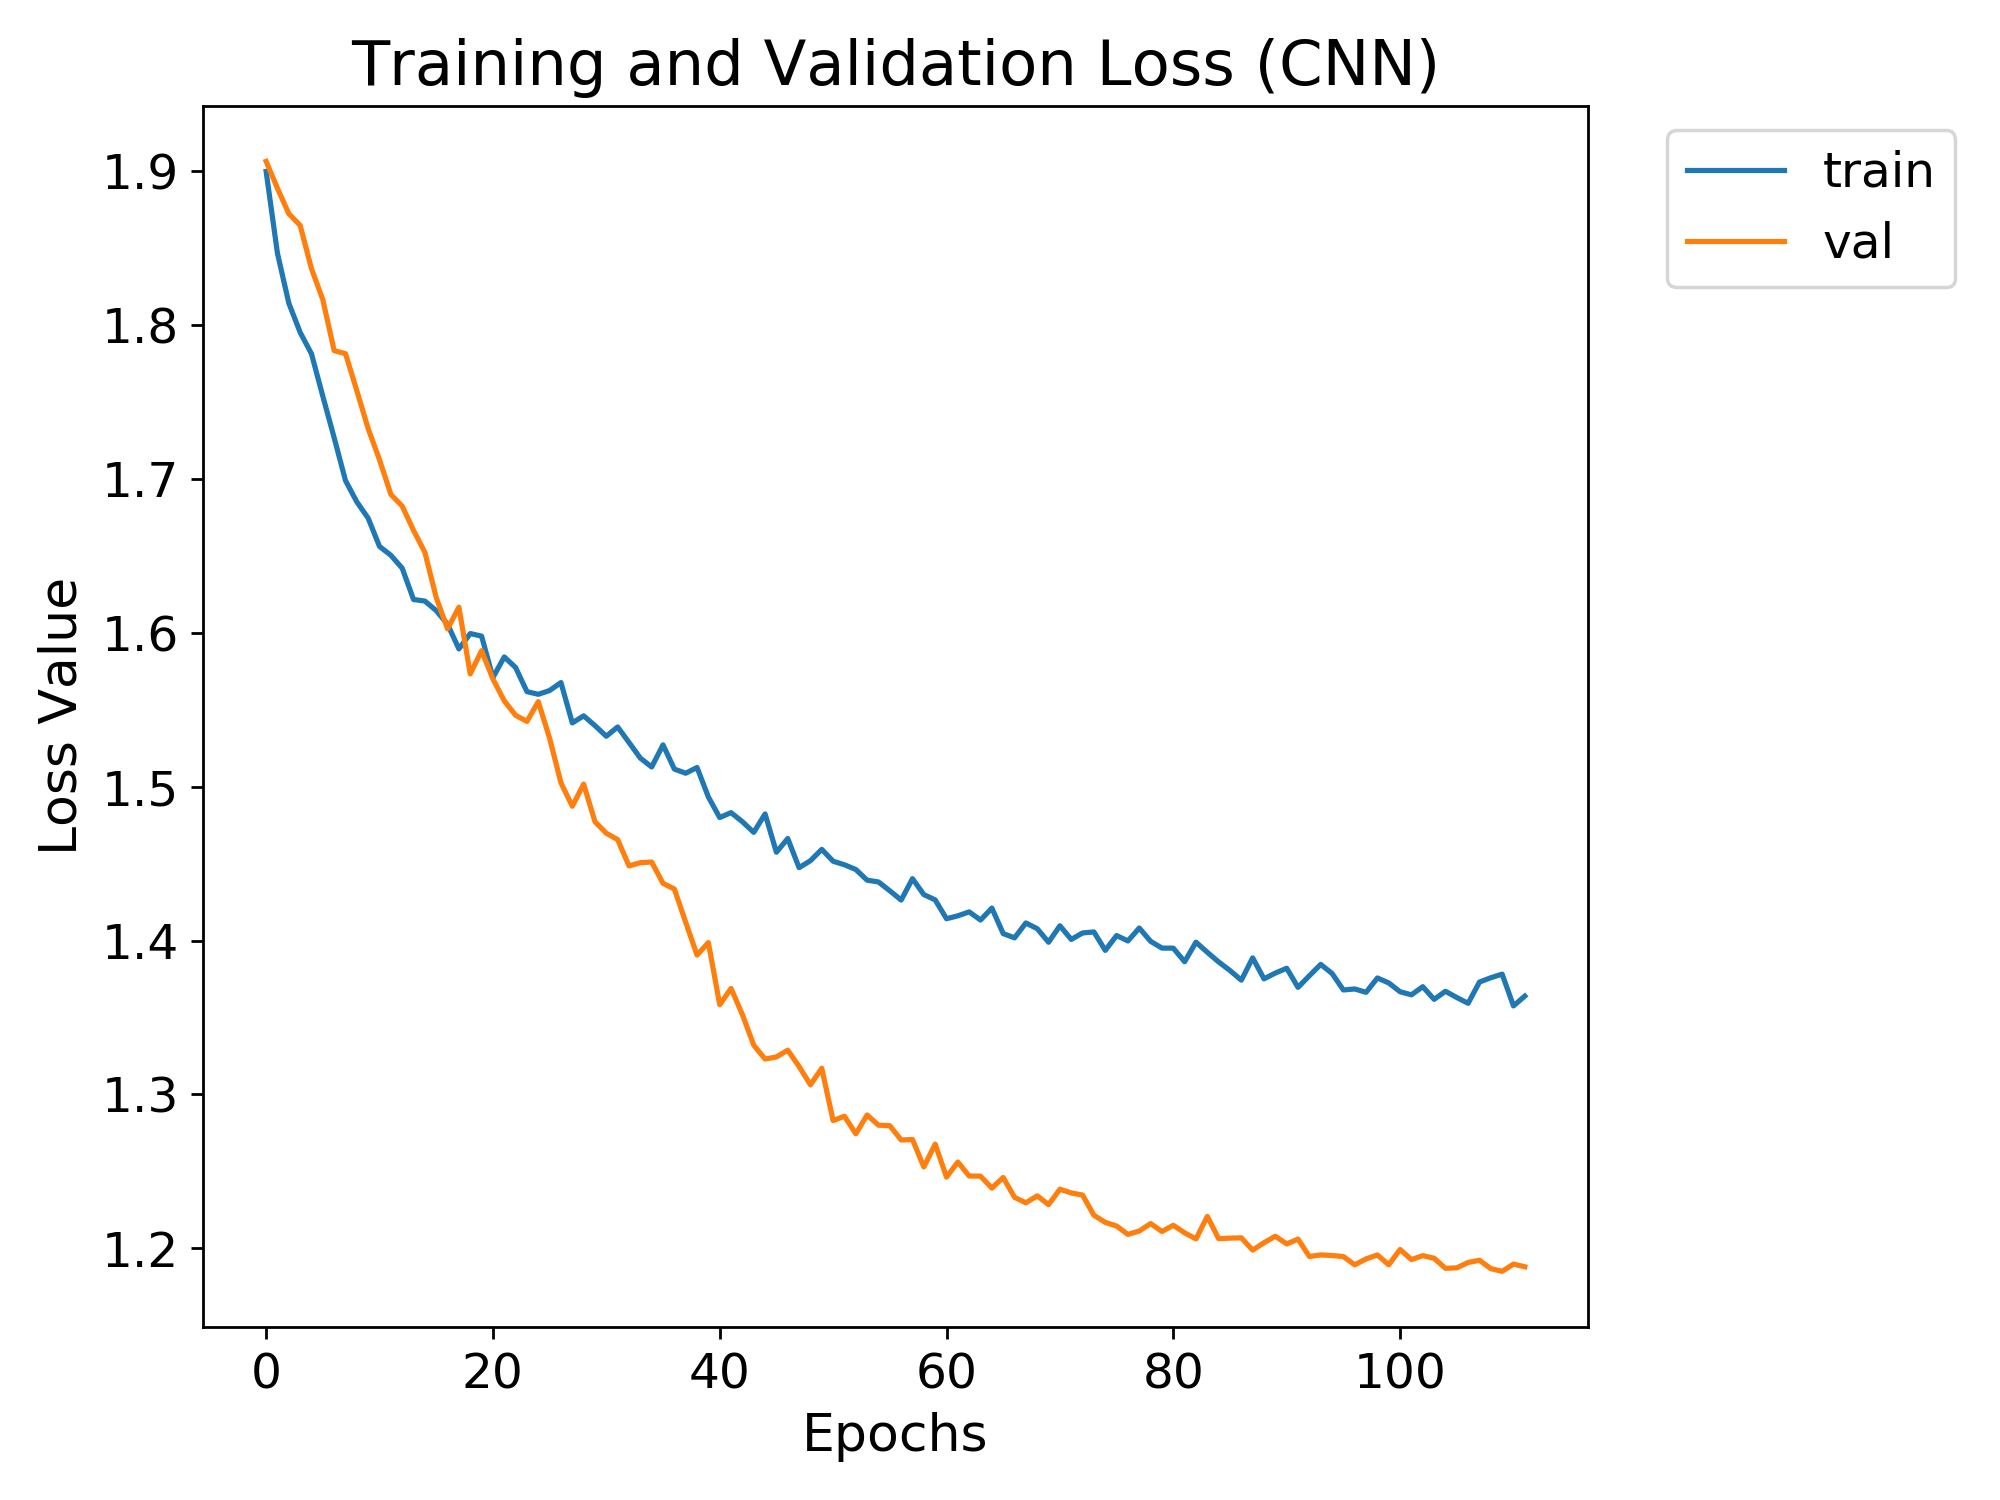 Training and Validation Loss (CNN)
train
val
Loss Value
1.9
1.8
1.7
1.6
1.5
1.4
1.3
1.2
0 20 40 60 80 100
Epochs